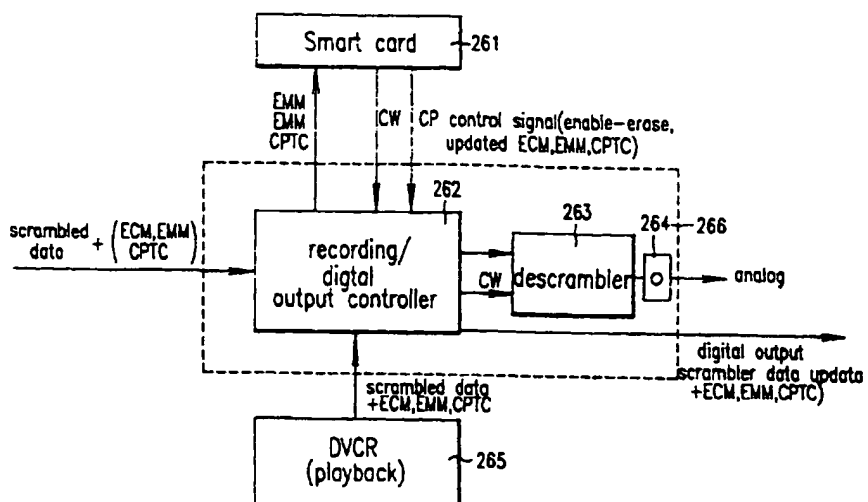 Smart card
261
EMM
EMM
CPTC
CW
CP control signal(enable-erase,
updated ECM,EMM,CPTC)
262
263
264
266
scrambled
data
+ (ECM,EMM)
CPTC
recording/
digtal
output controller
CW
descrambler
analog
digital output
scrambler data updata
+ECM,EMM,CPTC)
scrambled data
+ECM,EMM,CPTC
DVCR
(playback)
265